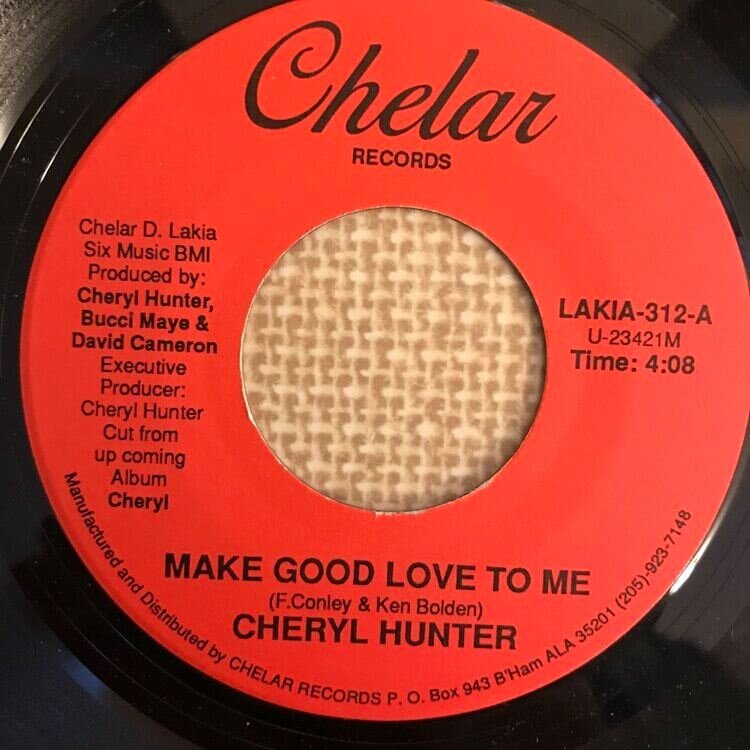 Chelar
RECORDS
Chelar D. Lakia
Six Music BMI
Produced by:
Cheryl Hunter,
Bucci Maye &
David Cameron
Executive
Producer:
Cheryl Hunter
Cut from
up coming
Album
Cheryl
LAKIA-312-A
U-23421M
Time: 4:08
MAKE GOOD LOVE TO ME
(F.Conley & Ken Bolden)
CHERYL HUNTER
Manufactured and Distributed by CHELAR RECORDS P. O. Box 943 B'Ham ALA 35201 (205)-923-7148